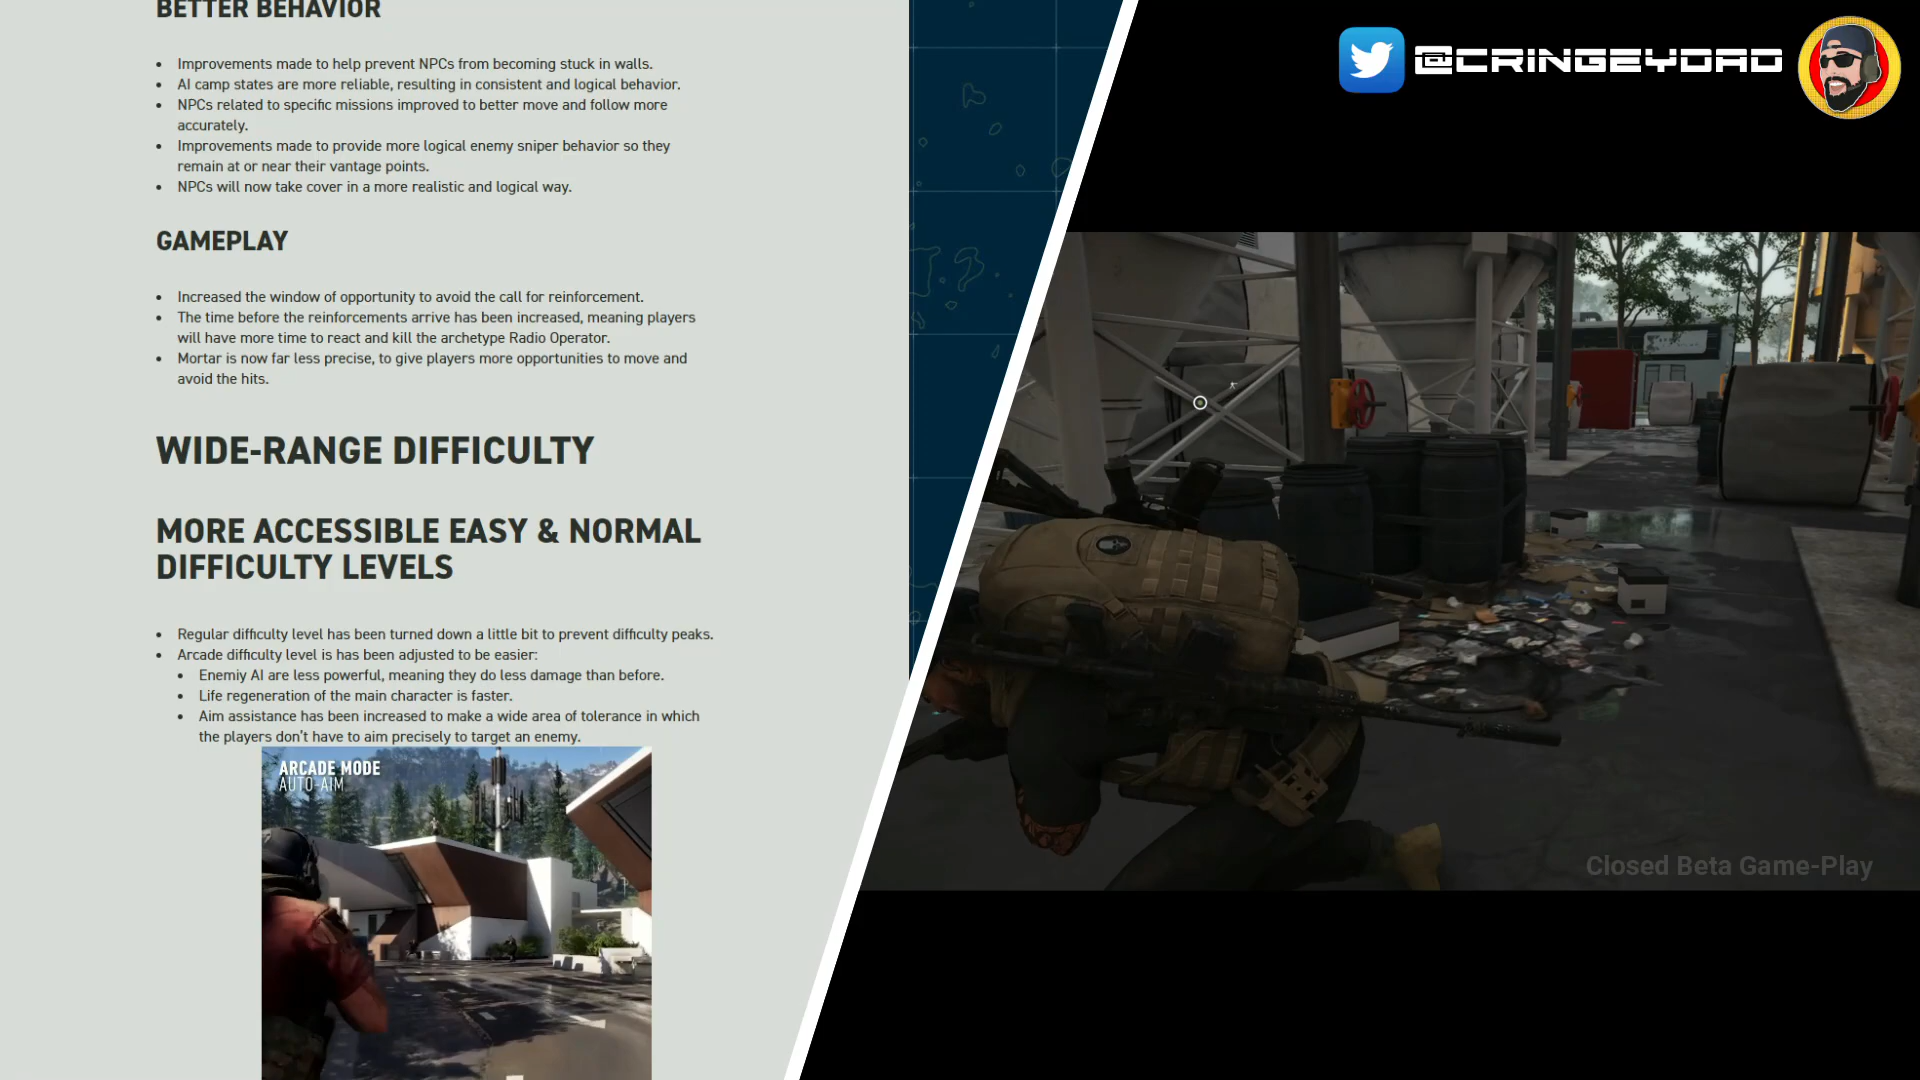 BETTER BEHAVIOR
• Improvements made to help prevent NPCs from becoming stuck in walls.
• AI camp states are more reliable, resulting in consistent and logical behavior.
• NPCs related to specific missions improved to better move and follow more
accurately.
• Improvements made to provide more logical enemy sniper behavior so they
remain at or near their vantage points.
• NPCs will now take cover in a more realistic and logical way.
GAMEPLAY
• Increased the window of opportunity to avoid the call for reinforcement.
• The time before the reinforcements arrive has been increased, meaning players
will have more time to react and kill the archetype Radio Operator.
• Mortar is now far less precise, to give players more opportunities to move and
avoid the hits.
WIDE-RANGE DIFFICULTY
MORE ACCESSIBLE EASY & NORMAL
DIFFICULTY LEVELS
• Regular difficulty level has been turned down a little bit to prevent difficulty peaks.
• Arcade difficulty level is has been adjusted to be easier:
• Enemiy AI are less powerful, meaning they do less damage than before.
• Life regeneration of the main character is faster.
• Aim assistance has been increased to make a wide area of tolerance in which
the players don't have to aim precisely to target an enemy.
ARCADE MODE
AUTO-AIM
@CRINGEYDAD
Closed Beta Game-Play